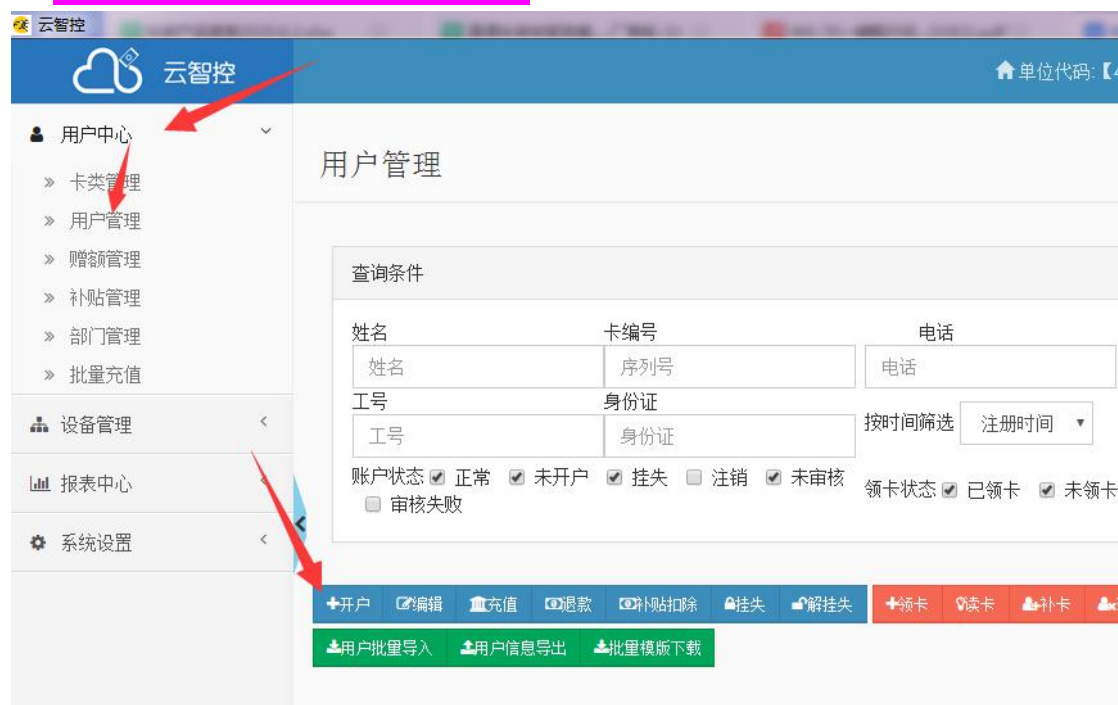 云智控
云智控
单位代码:【4
用户中心
卡类管理
用户管理
赠额管理
补贴管理
部门管理
批量充值
设备管理
报表中心
系统设置
用户管理
查询条件
姓名 卡编号 电话
姓名 序列号 电话
工号 身份证
工号 身份证 按时间筛选 注册时间
账户状态 正常 未开户 挂失 注销 未审核
审核失败
领卡状态 已领卡 未领卡
开户 编辑 充值 退款 补贴扣除 挂失 解挂失 领卡 读卡 补卡
用户批量导入 用户信息导出 批量模版下载